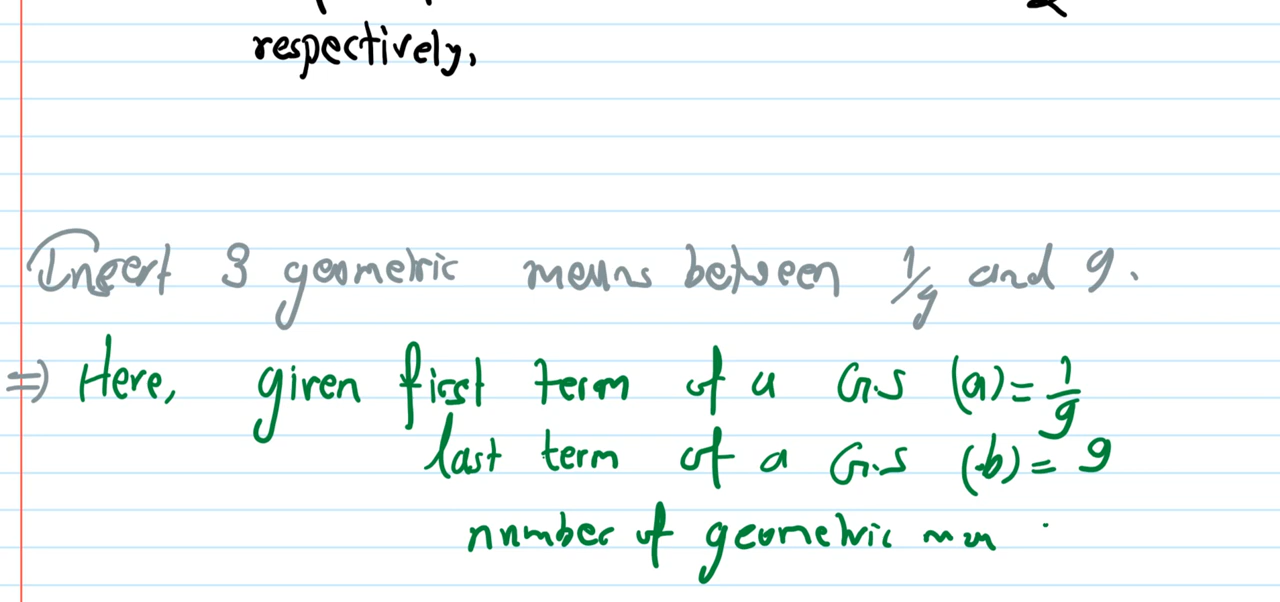 respectively,
Insert 3 geometric means between 1/9 and 9.
=) Here, given first term of a G.S (a) = 1/9
last term of a G.S (b) = 9
number of geometric